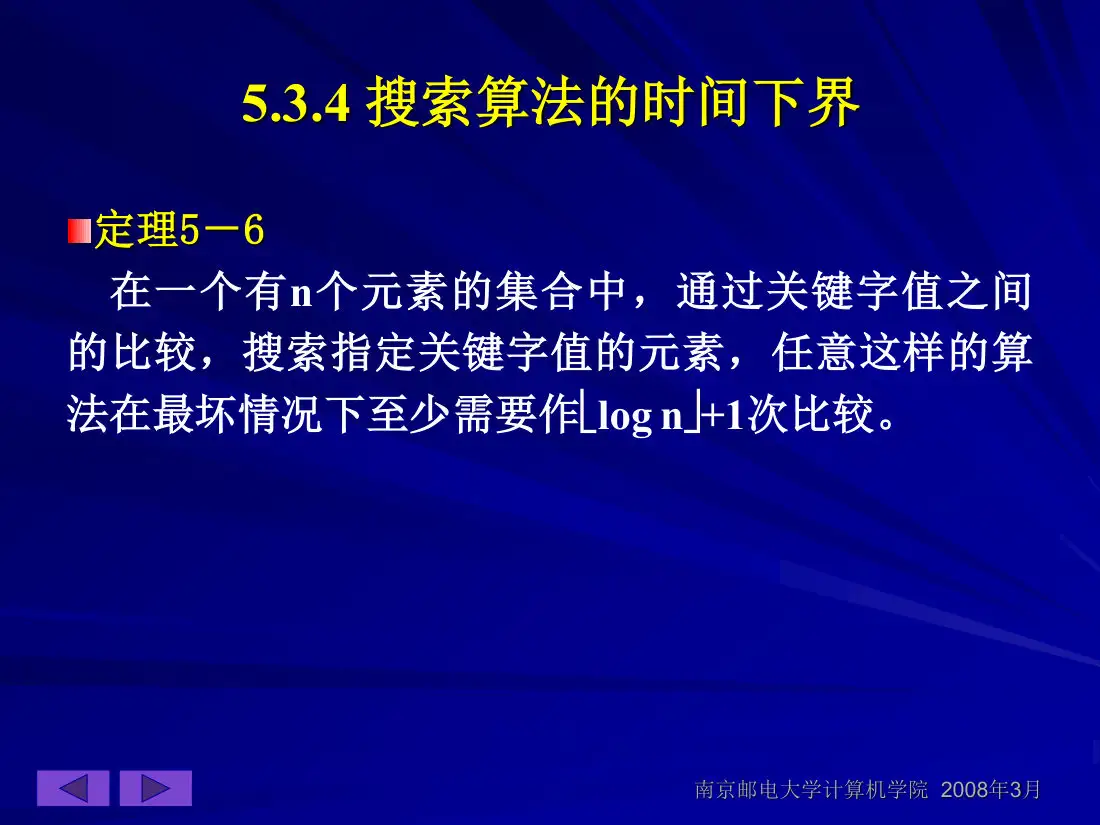 5.3.4 搜索算法的时间下界
定理5－6
在一个有n个元素的集合中，通过关键字值之间
的比较，搜索指定关键字值的元素，任意这样的算
法在最坏情况下至少需要作⌊log n⌋+1次比较。
南京邮电大学计算机学院 2008年3月